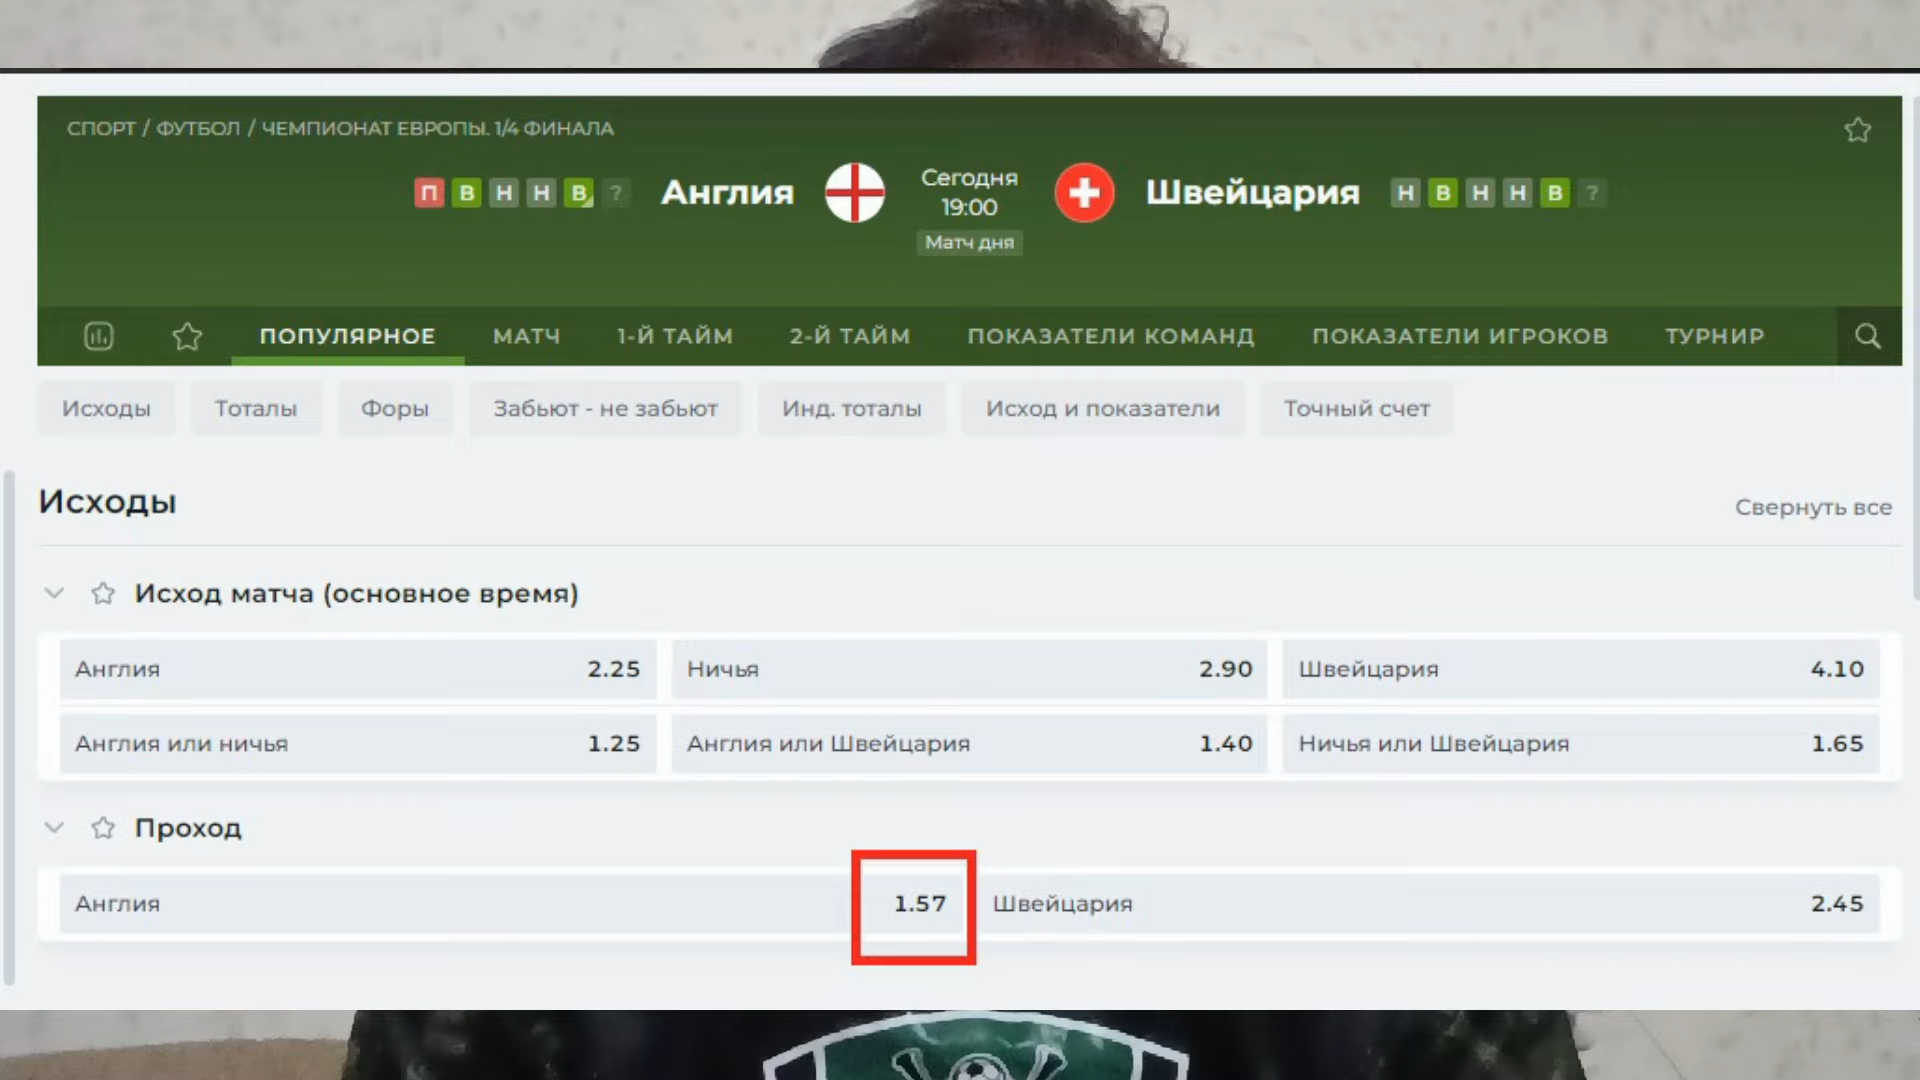 СПОРТ / ФУТБОЛ / ЧЕМПИОНАТ ЕВРОПЫ. 1/4 ФИНАЛА
П В Н Н В ? Англия Сегодня 19:00 Матч дня Швейцария Н В Н Н В ?
ПОПУЛЯРНОЕ МАТЧ 1-Й ТАЙМ 2-Й ТАЙМ ПОКАЗАТЕЛИ КОМАНД ПОКАЗАТЕЛИ ИГРОКОВ ТУРНИР
Исходы Тоталы Форы Забьют - не забьют Инд. тоталы Исход и показатели Точный счет
Исходы Свернуть все
Исход матча (основное время)
Англия 2.25 Ничья 2.90 Швейцария 4.10
Англия или ничья 1.25 Англия или Швейцария 1.40 Ничья или Швейцария 1.65
Проход
Англия 1.57 Швейцария 2.45